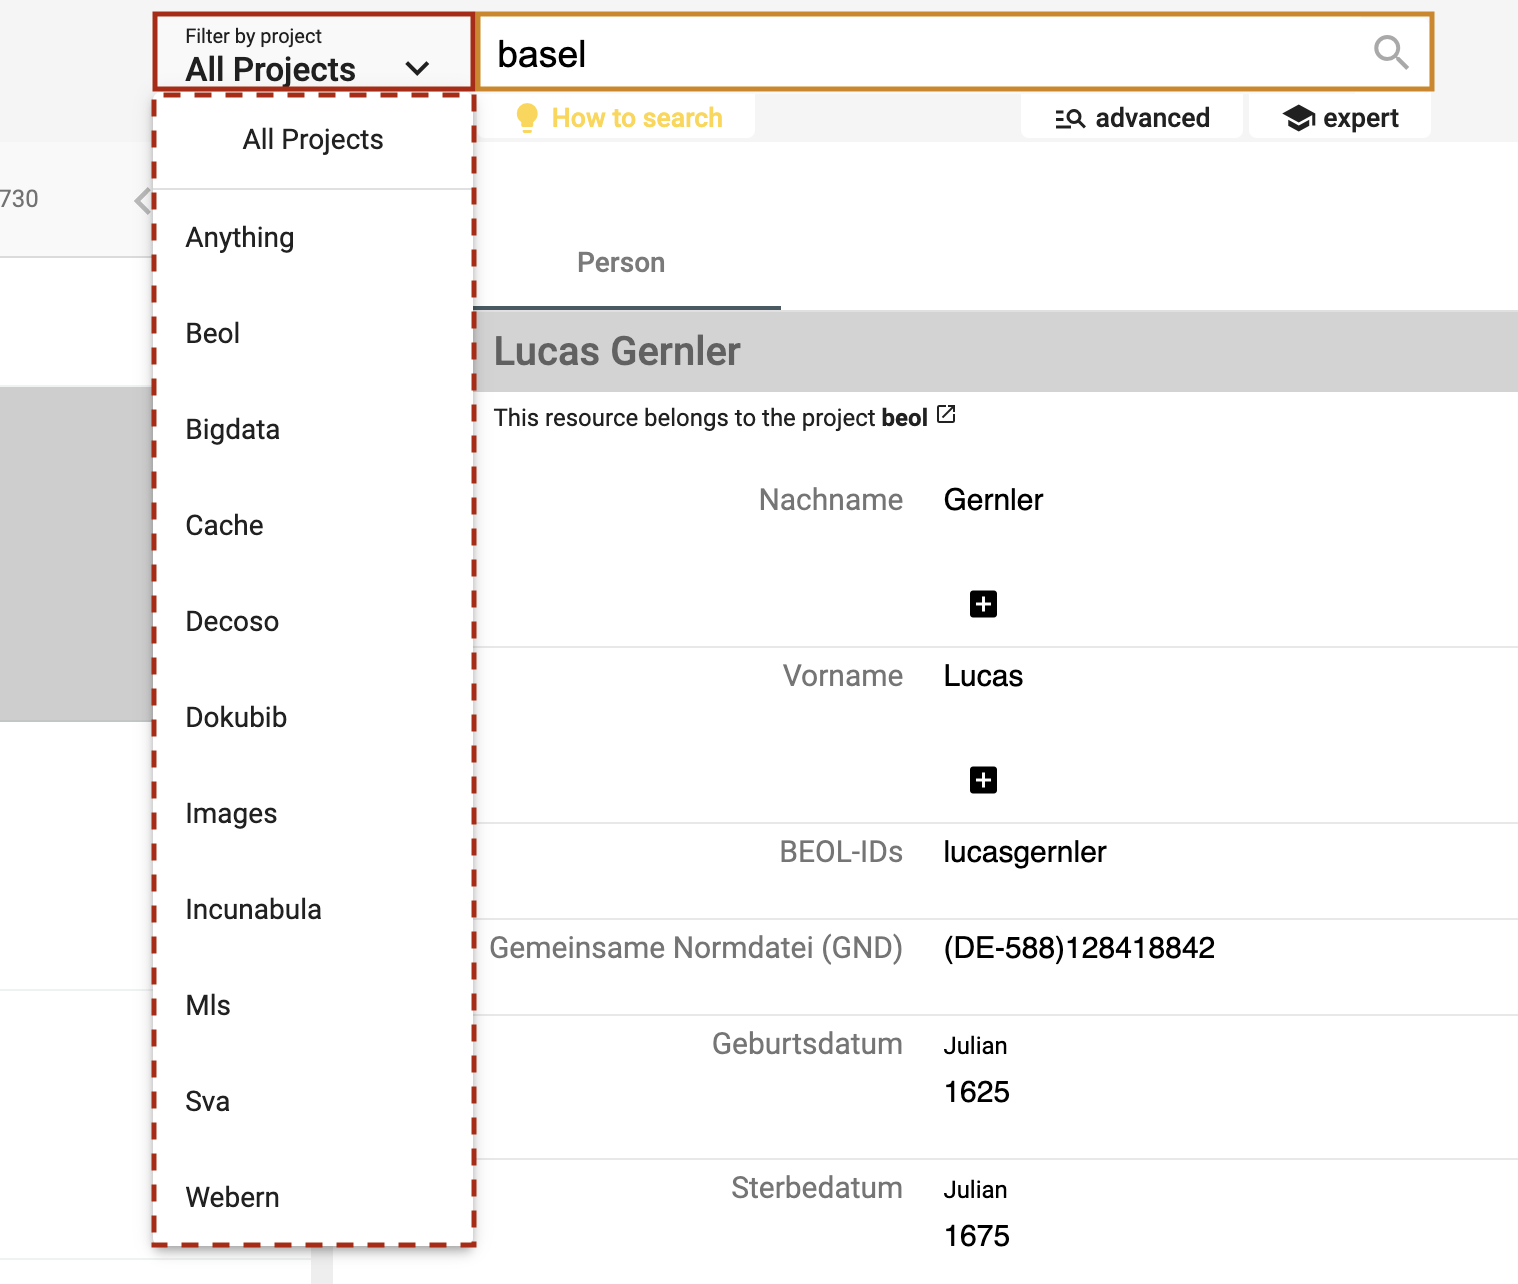 Filter by project
All Projects
basel
How to search
advanced
expert
All Projects
730
Anything
Beol
Bigdata
Cache
Decoso
Dokubib
Images
Incunabula
Mls
Sva
Webern
Person
Lucas Gernler
This resource belongs to the project beol
Nachname Gernler
Vorname Lucas
BEOL-IDs lucasgernler
Gemeinsame Normdatei (GND) (DE-588)128418842
Geburtsdatum Julian
1625
Sterbedatum Julian
1675